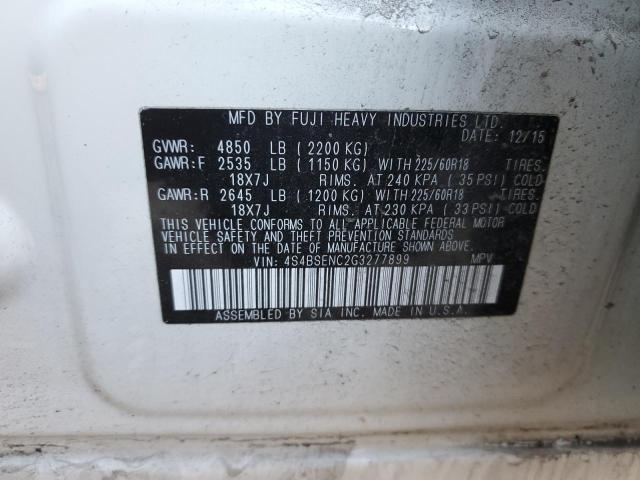 MFD BY FUJI HEAVY INDUSTRIES LTD.
DATE: 12/15
GVWR: 4850 LB (2200 KG)
GAWR:F 2535 LB (1150 KG) WITH 225/60R18 TIRES.
18X7J RIMS. AT 240 KPA (35 PSI) COLD
GAWR:R 2645 LB (1200 KG) WITH 225/60R18 TIRES.
18X7J RIMS. AT 230 KPA (33 PSI) COLD
THIS VEHICLE CONFORMS TO ALL APPLICABLE FEDERAL MOTOR
VEHICLE SAFETY AND THEFT PREVENTION STANDARDS
IN EFFECT ON THE DATE OF MANUFACTURE SHOWN ABOVE.
VIN: 4S4BSENC2G3277899 MPV
ASSEMBLED BY SIA INC. MADE IN U.S.A.